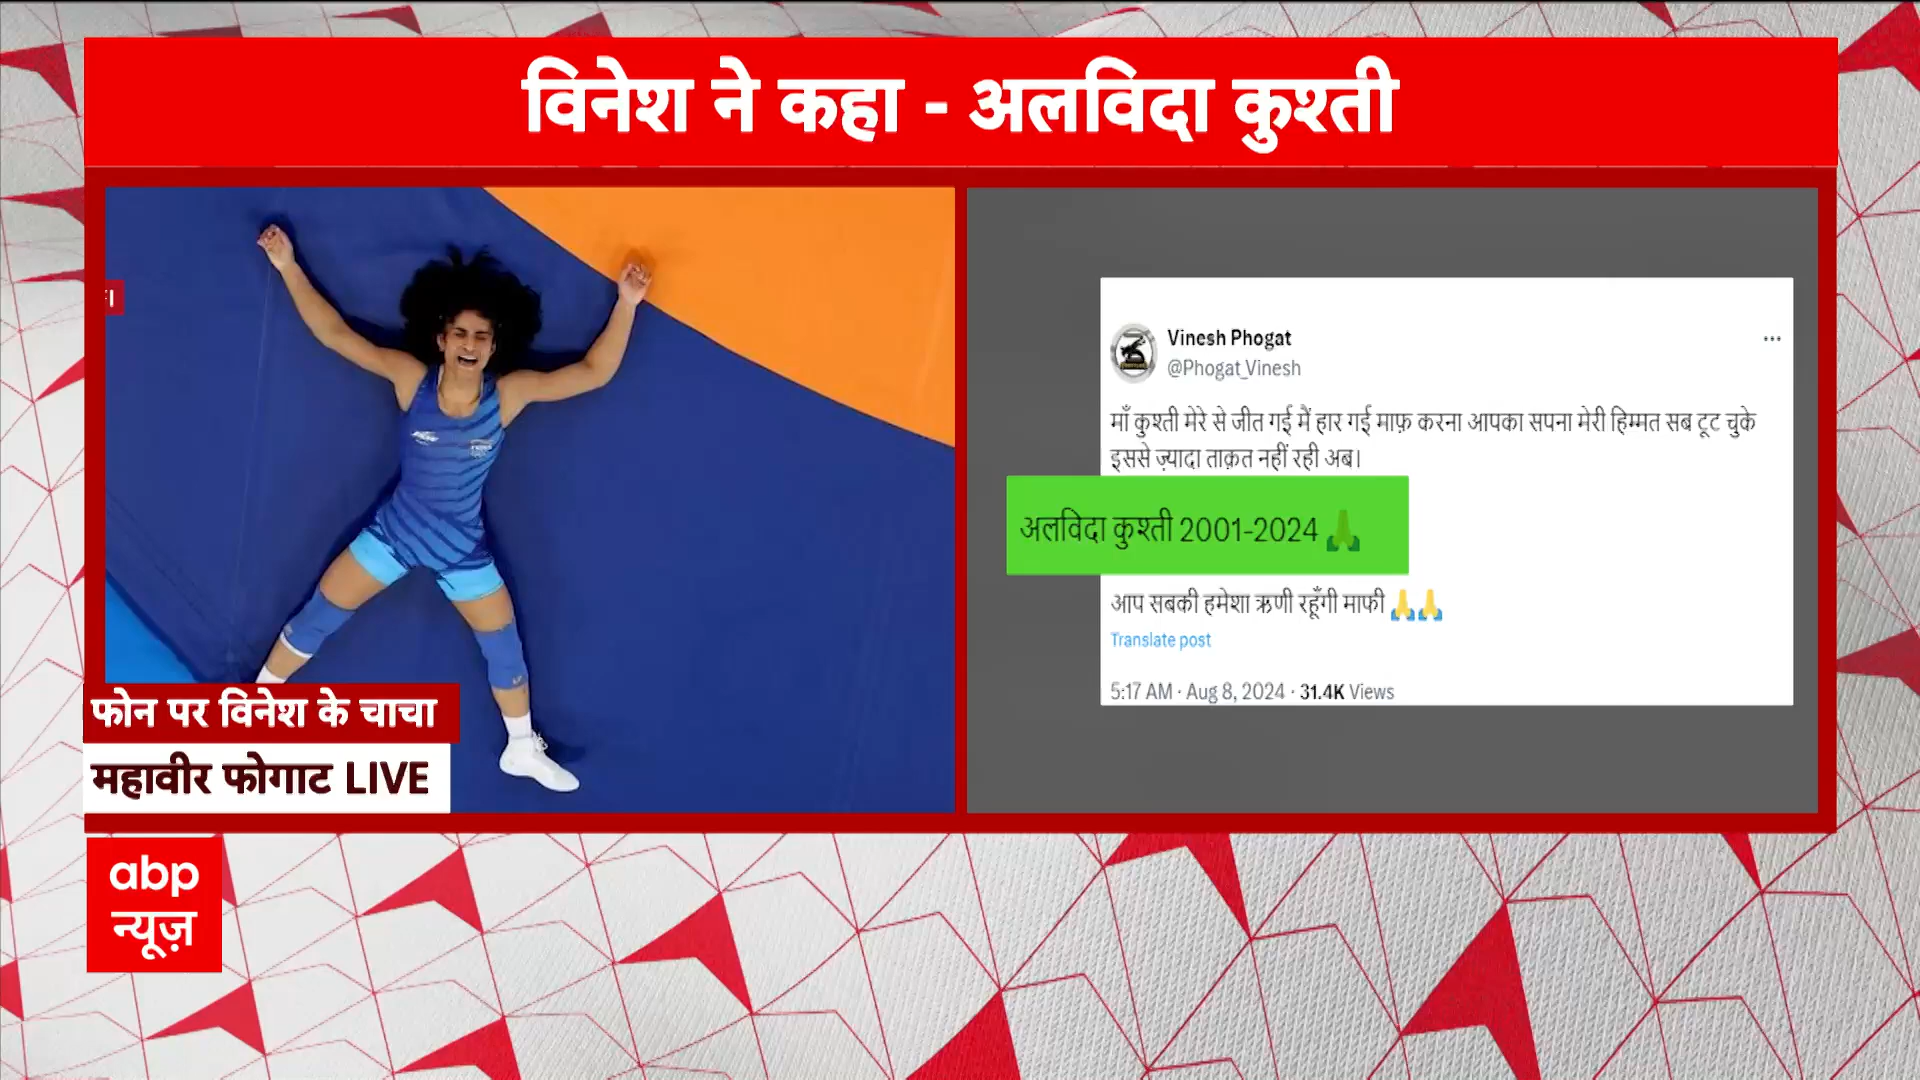 विनेश ने कहा - अलविदा कुश्ती
Vinesh Phogat
@Phogat_Vinesh
माँ कुश्ती मेरे से जीत गई मैं हार गई माफ़ करना आपका सपना मेरी हिम्मत सब टूट चुके
इससे ज़्यादा ताक़त नहीं रही अब।
अलविदा कुश्ती 2001-2024 🙏
आप सबकी हमेशा ऋणी रहूँगी माफी 🙏🙏
Translate post
5:17 AM · Aug 8, 2024 · 31.4K Views
फोन पर विनेश के चाचा
महावीर फोगाट LIVE
abp
न्यूज़